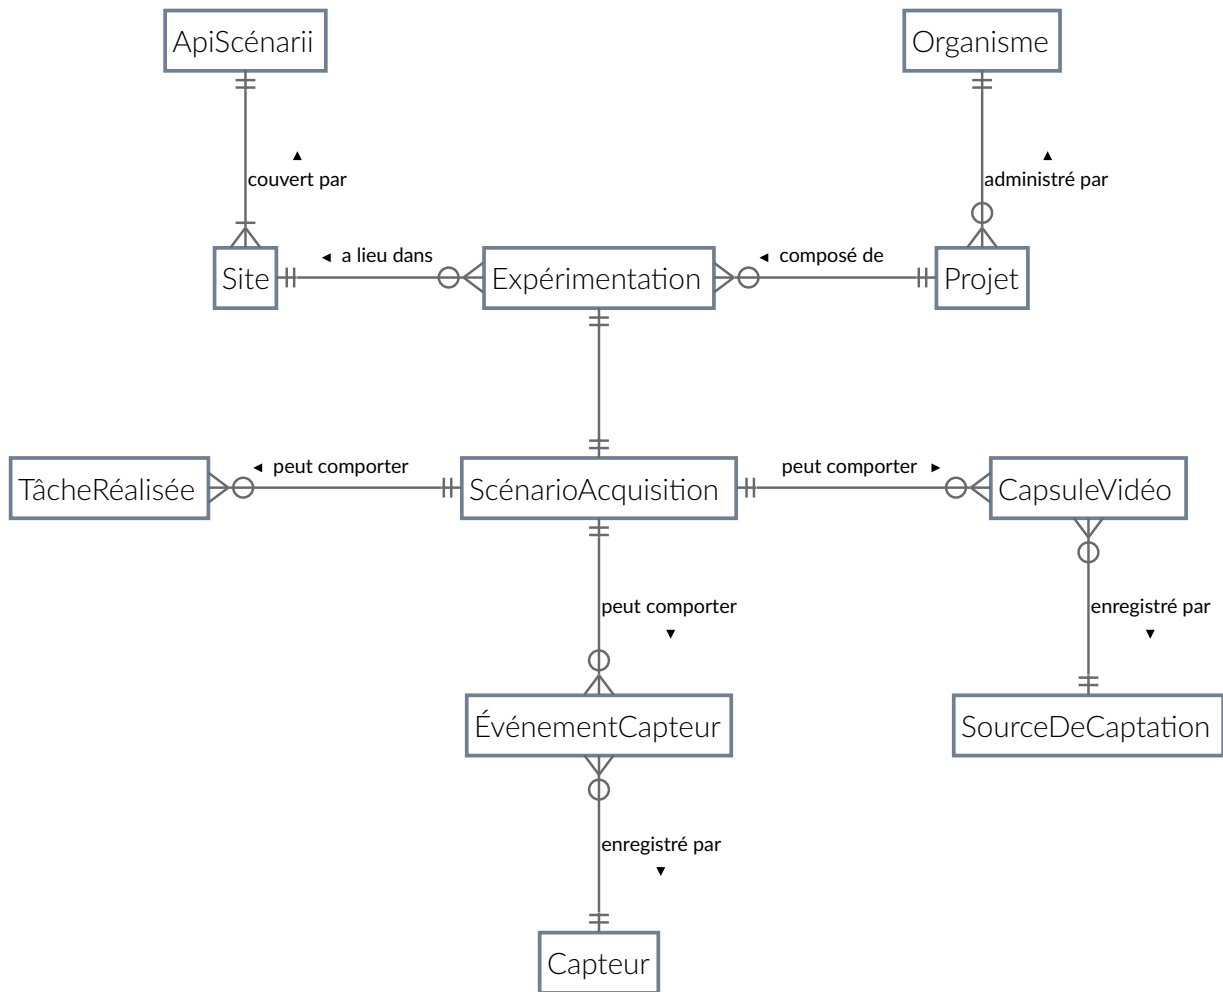 ApiScénarii
Organisme
▲
couvert par
▲
administré par
Site
◄ a lieu dans
Expérimentation
◄ composé de
Projet
TâcheRéalisée
◄ peut comporter
ScénarioAcquisition
peut comporter ►
CapsuleVidéo
peut comporter
▼
enregistré par
▼
ÉvénementCapteur
SourceDeCaptation
enregistré par
▼
Capteur